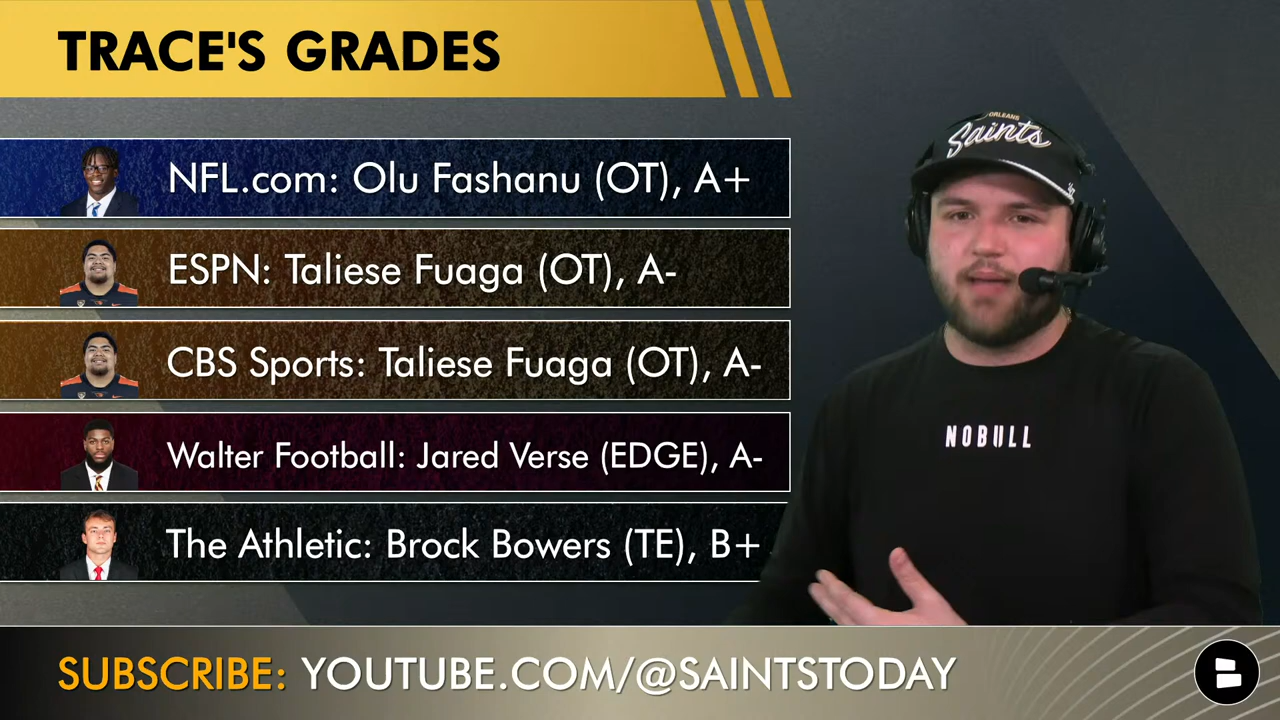 TRACE'S GRADES
NFL.com: Olu Fashanu (OT), A+
ESPN: Taliese Fuaga (OT), A-
CBS Sports: Taliese Fuaga (OT), A-
Walter Football: Jared Verse (EDGE), A-
The Athletic: Brock Bowers (TE), B+
ORLEANS
Saints
NOBULL
SUBSCRIBE: YOUTUBE.COM/@SAINTSTODAY